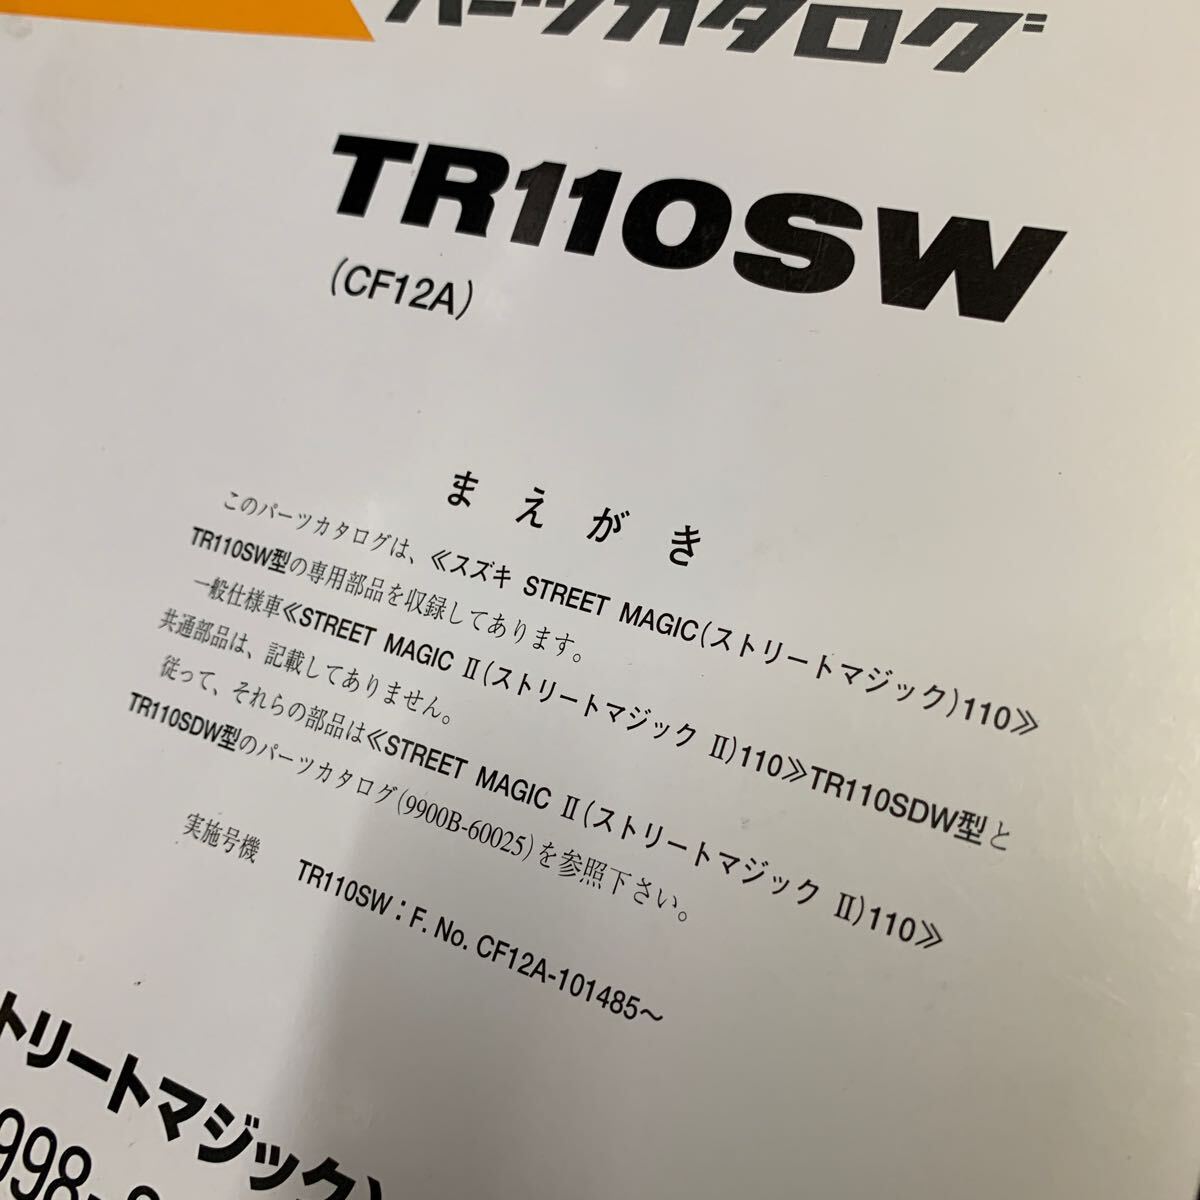 パーツカタログ
TR110SW
(CF12A)
まえがき
このパーツカタログは、≪スズキ STREET MAGIC(ストリートマジック)110≫
TR110SW型の専用部品を収録してあります。
一般仕様車≪STREET MAGIC Ⅱ(ストリートマジック Ⅱ)110≫TR110SDW型と
共通部品は、記載してありません。
従って、それらの部品は≪STREET MAGIC Ⅱ(ストリートマジック Ⅱ)110≫
TR110SDW型のパーツカタログ(9900B-60025)を参照下さい。
実施号機 TR110SW：F. No. CF12A-101485～
トリートマジック)
998-